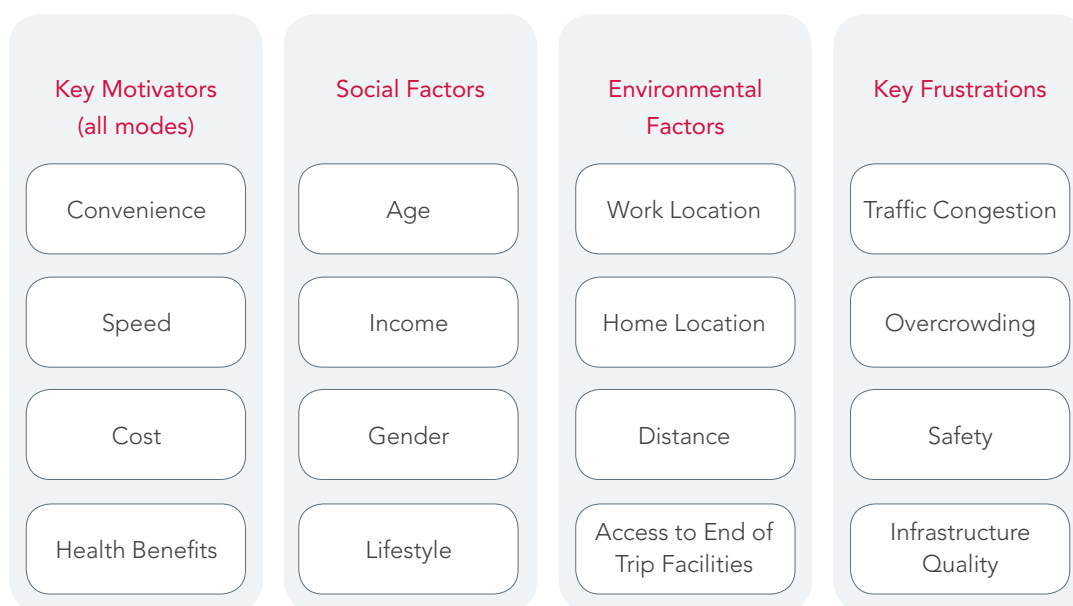 Key Motivators
(all modes)
Convenience
Speed
Cost
Health Benefits
Social Factors
Age
Income
Gender
Lifestyle
Environmental
Factors
Work Location
Home Location
Distance
Access to End of
Trip Facilities
Key Frustrations
Traffic Congestion
Overcrowding
Safety
Infrastructure
Quality